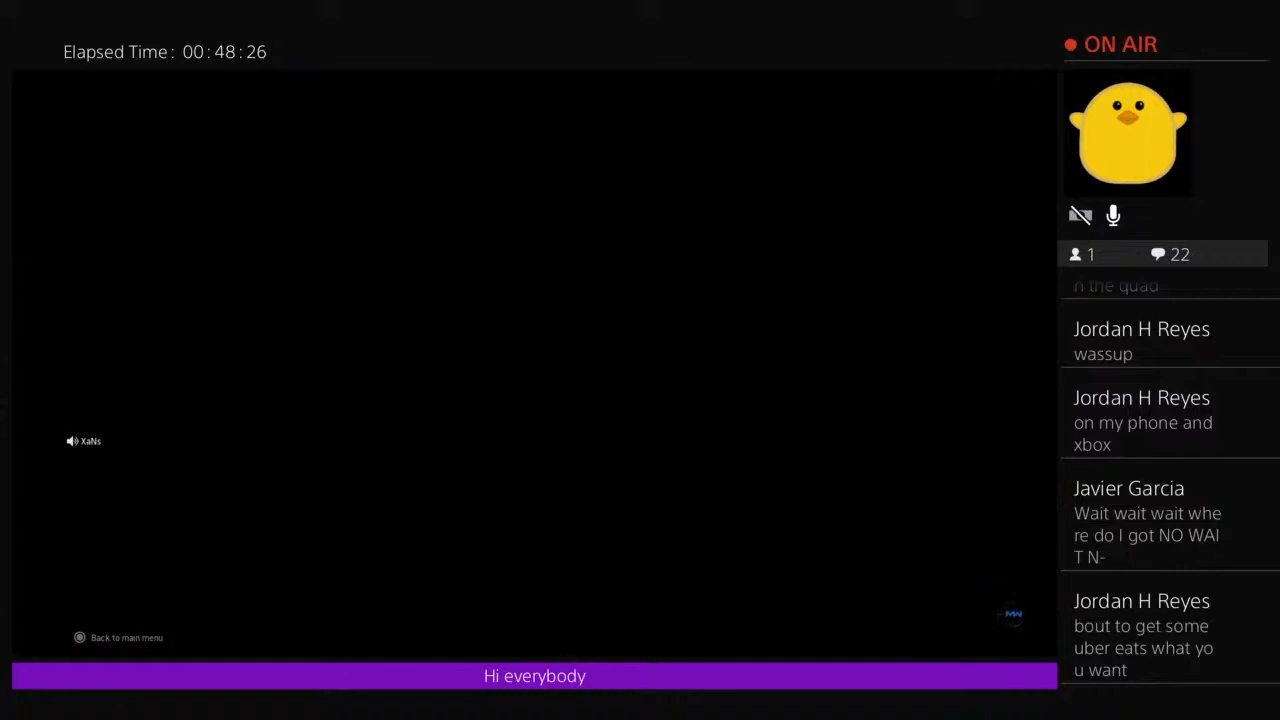 Elapsed Time: 00:48:26
ON AIR
1
22
n the quad
Jordan H Reyes
wassup
Jordan H Reyes
on my phone and
xbox
Javier Garcia
Wait wait wait whe
re do I got NO WAI
T N-
Jordan H Reyes
bout to get some
uber eats what yo
u want
XaNs
MW
Back to main menu
Hi everybody